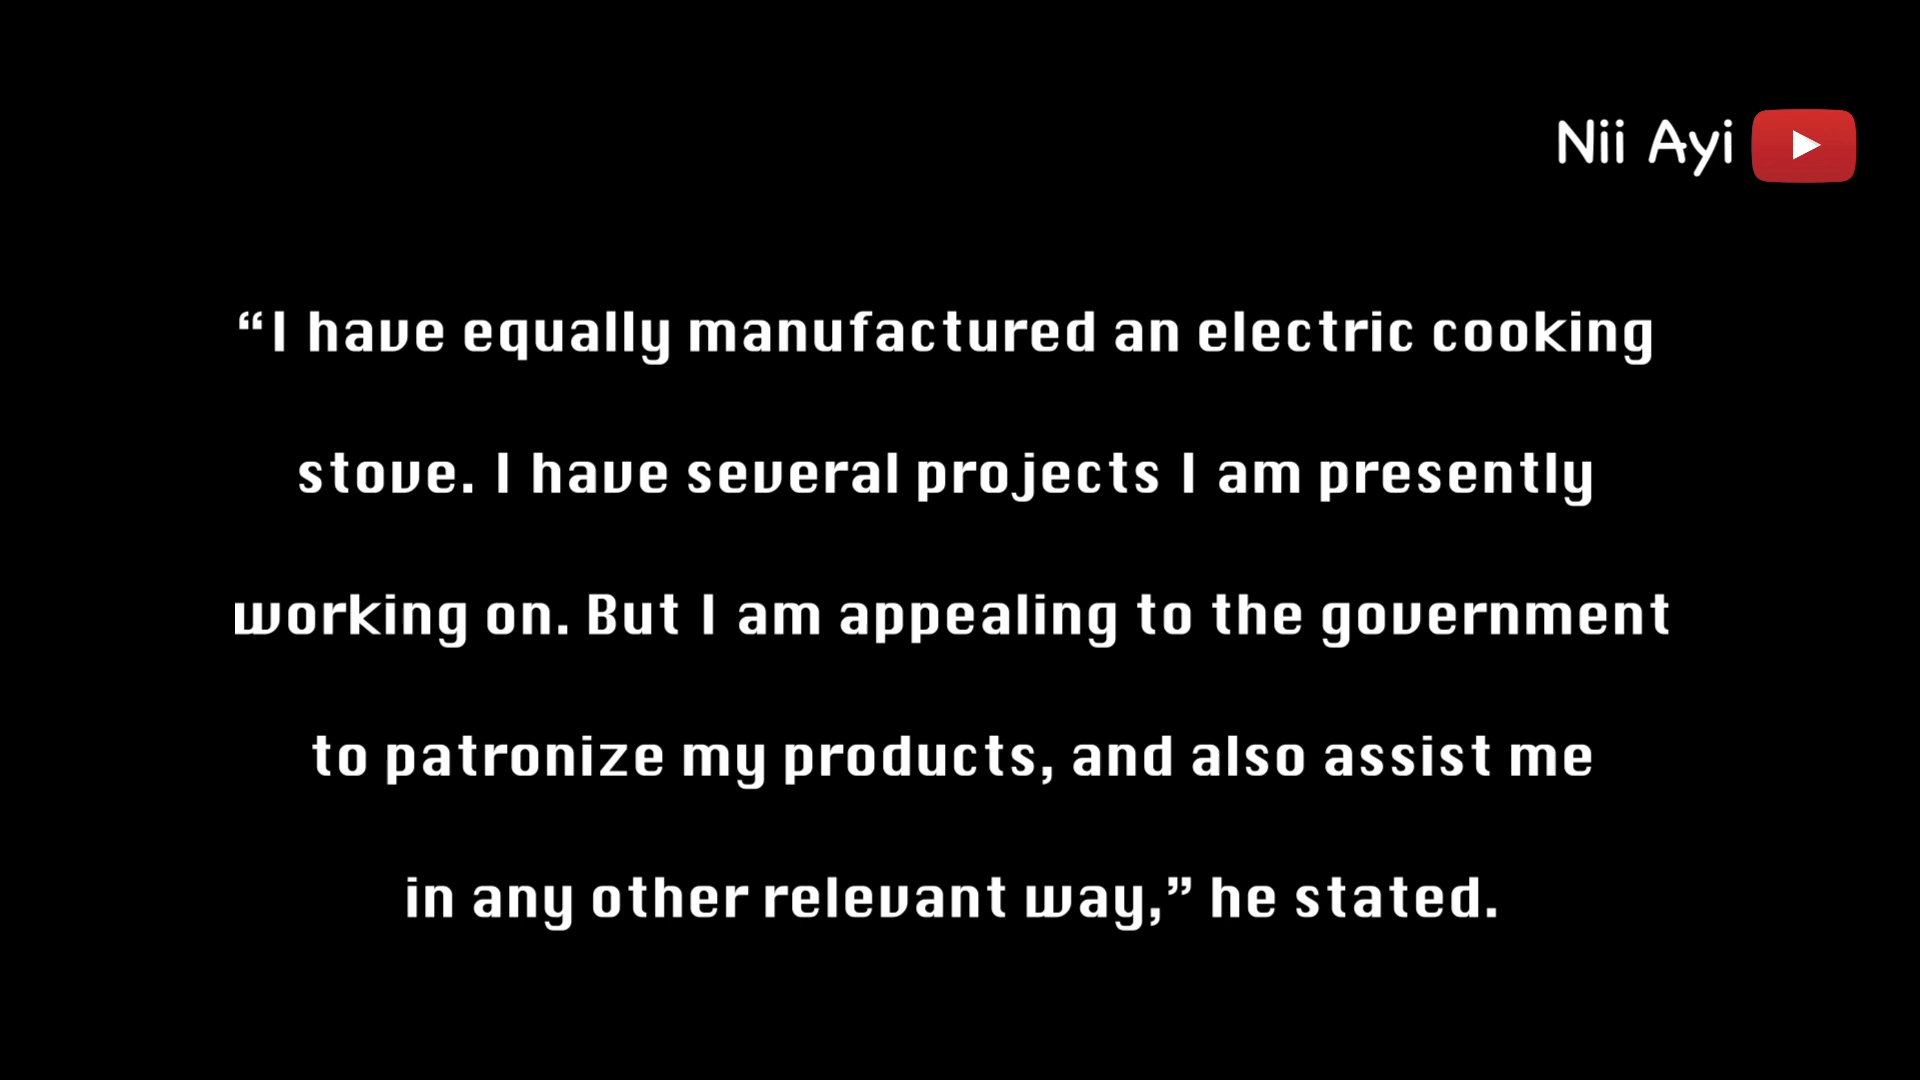 Nii Ayi
“I have equally manufactured an electric cooking
stove. I have several projects I am presently
working on. But I am appealing to the government
to patronize my products, and also assist me
in any other relevant way,” he stated.